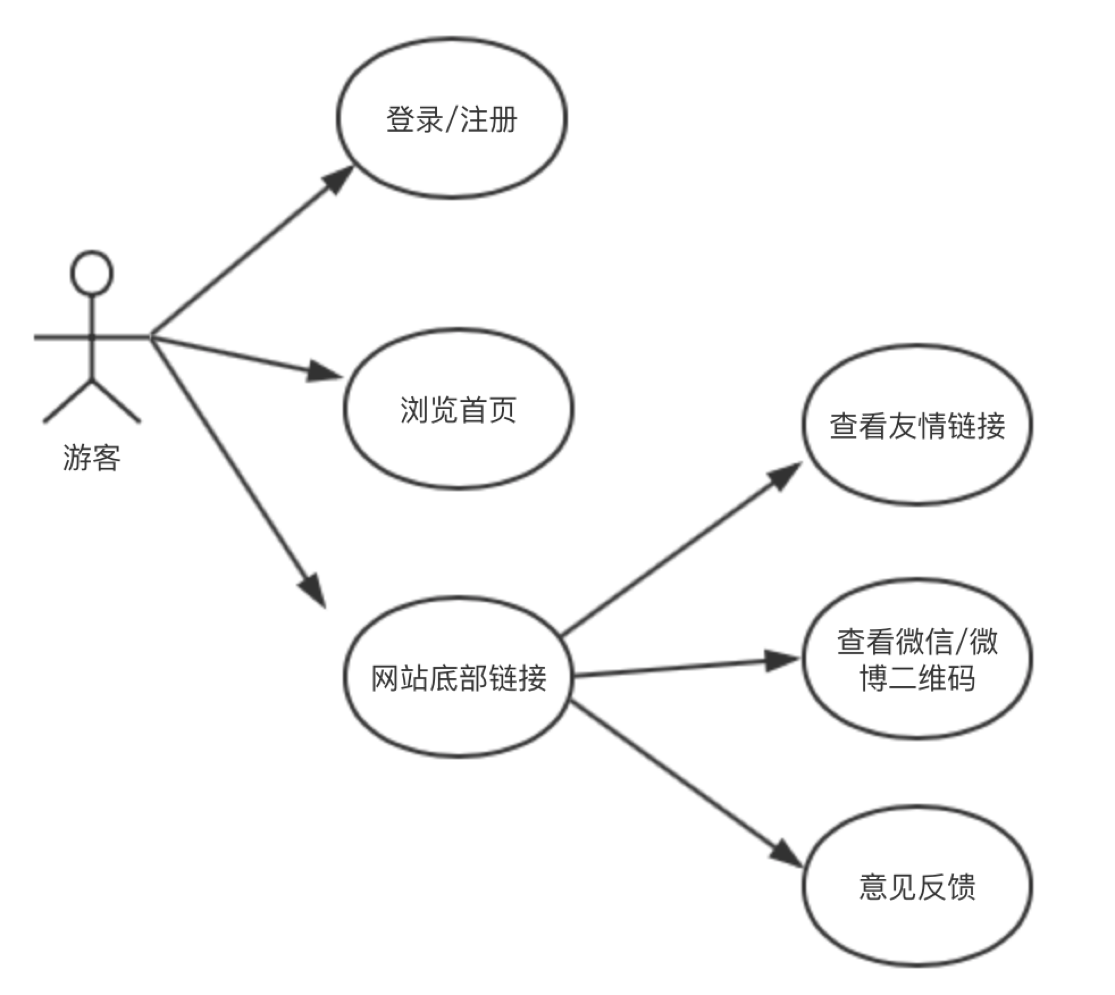 登录/注册
浏览首页
游客
查看友情链接
网站底部链接
查看微信/微
博二维码
意见反馈